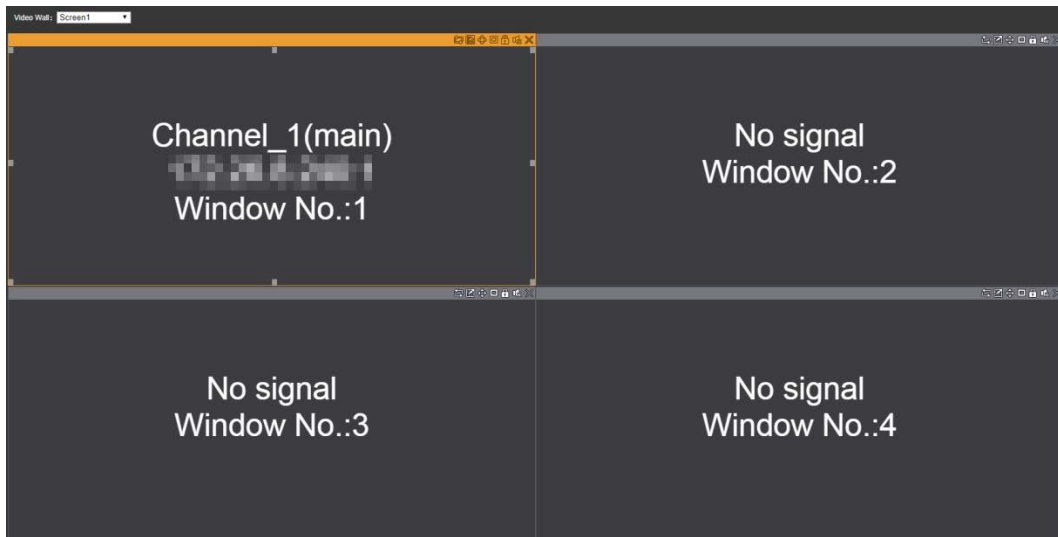 Video Wall: Screen1
Channel_1(main)
Window No.:1
No signal
Window No.:2
No signal
Window No.:3
No signal
Window No.:4